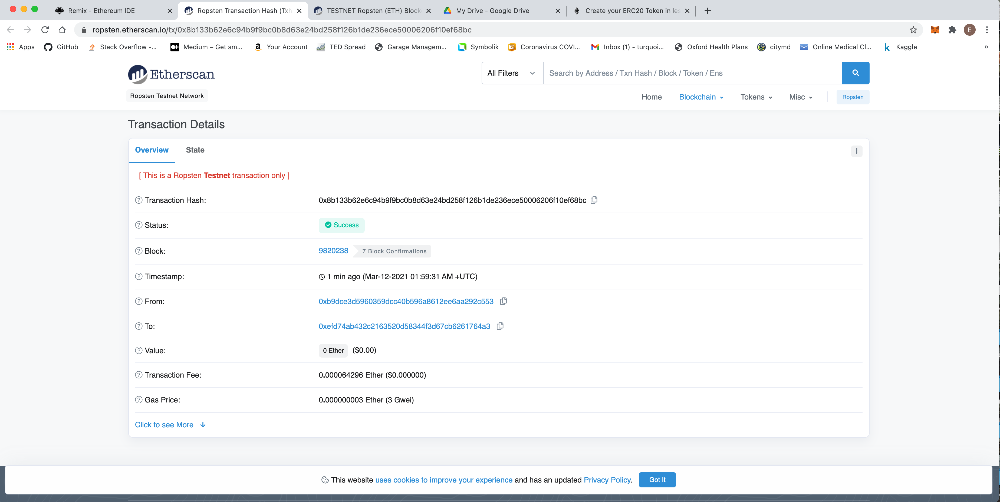 Remix - Ethereum IDE
Ropsten Transaction Hash (Txh
TESTNET Ropsten (ETH) Block
My Drive - Google Drive
Create your ERC20 Token in les
ropsten.etherscan.io/tx/0x8b133b62e6c94b9f9bc0b8d63e24bd258f126b1de236ece50006206f10ef68bc
E
Apps
GitHub
Stack Overflow -...
Medium – Get sm...
Your Account
TED Spread
Garage Managem...
Symbolik
Coronavirus COVI...
Inbox (1) - turquoi...
Oxford Health Plans
citymd
Online Medical Cl...
Kaggle
»
Etherscan
All Filters
Search by Address / Txn Hash / Block / Token / Ens
Ropsten Testnet Network
Home
Blockchain
Tokens
Misc
Ropsten
Transaction Details
Overview
State
[ This is a Ropsten Testnet transaction only ]
Transaction Hash: 0x8b133b62e6c94b9f9bc0b8d63e24bd258f126b1de236ece50006206f10ef68bc
Status: Success
Block: 9820238 7 Block Confirmations
Timestamp: 1 min ago (Mar-12-2021 01:59:31 AM +UTC)
From: 0xb9dce3d5960359dcc40b596a8612ee6aa292c553
To: 0xefd74ab432c2163520d58344f3d67cb6261764a3
Value: 0 Ether ($0.00)
Transaction Fee: 0.000064296 Ether ($0.000000)
Gas Price: 0.000000003 Ether (3 Gwei)
Click to see More
This website uses cookies to improve your experience and has an updated Privacy Policy. Got It